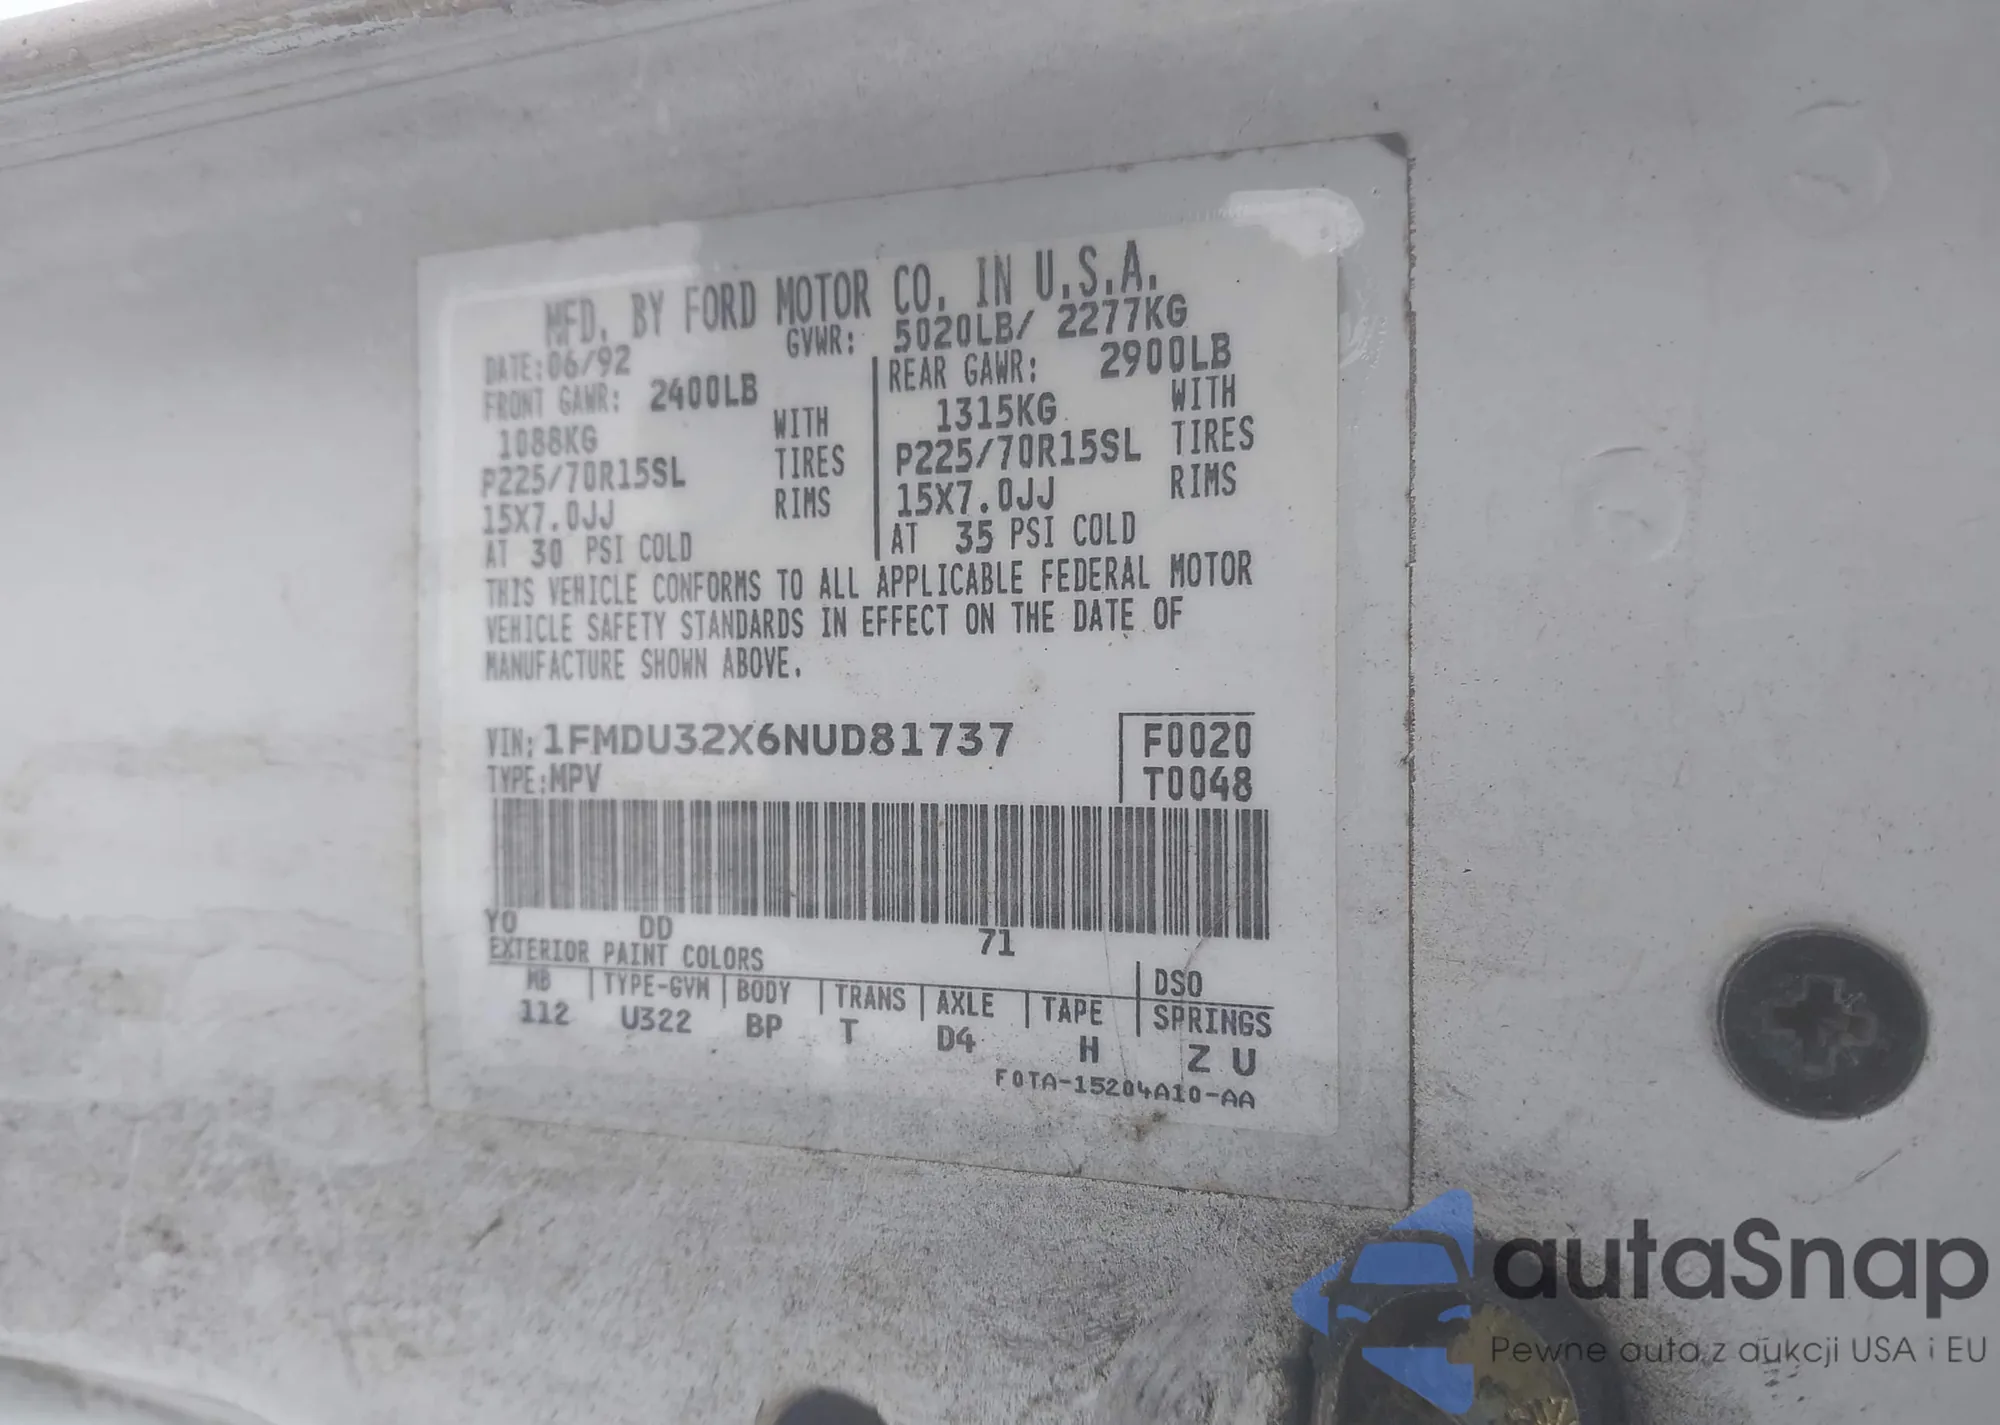 MFD. BY FORD MOTOR CO. IN U.S.A.
DATE:06/92 GVWR: 5020LB/ 2277KG
FRONT GAWR: 2400LB REAR GAWR: 2900LB
1088KG WITH 1315KG WITH
P225/70R15SL TIRES P225/70R15SL TIRES
15X7.0JJ RIMS 15X7.0JJ RIMS
AT 30 PSI COLD AT 35 PSI COLD
THIS VEHICLE CONFORMS TO ALL APPLICABLE FEDERAL MOTOR
VEHICLE SAFETY STANDARDS IN EFFECT ON THE DATE OF
MANUFACTURE SHOWN ABOVE.
VIN: 1FMDU32X6NUD81737 F0020
TYPE:MPV T0048
YO DD 71
EXTERIOR PAINT COLORS DSO
WB TYPE-GVW BODY TRANS AXLE TAPE SPRINGS
112 U322 BP T D4 H Z U
F0TA-15204A10-AA
autaSnap
Pewne auta z aukcji USA i EU